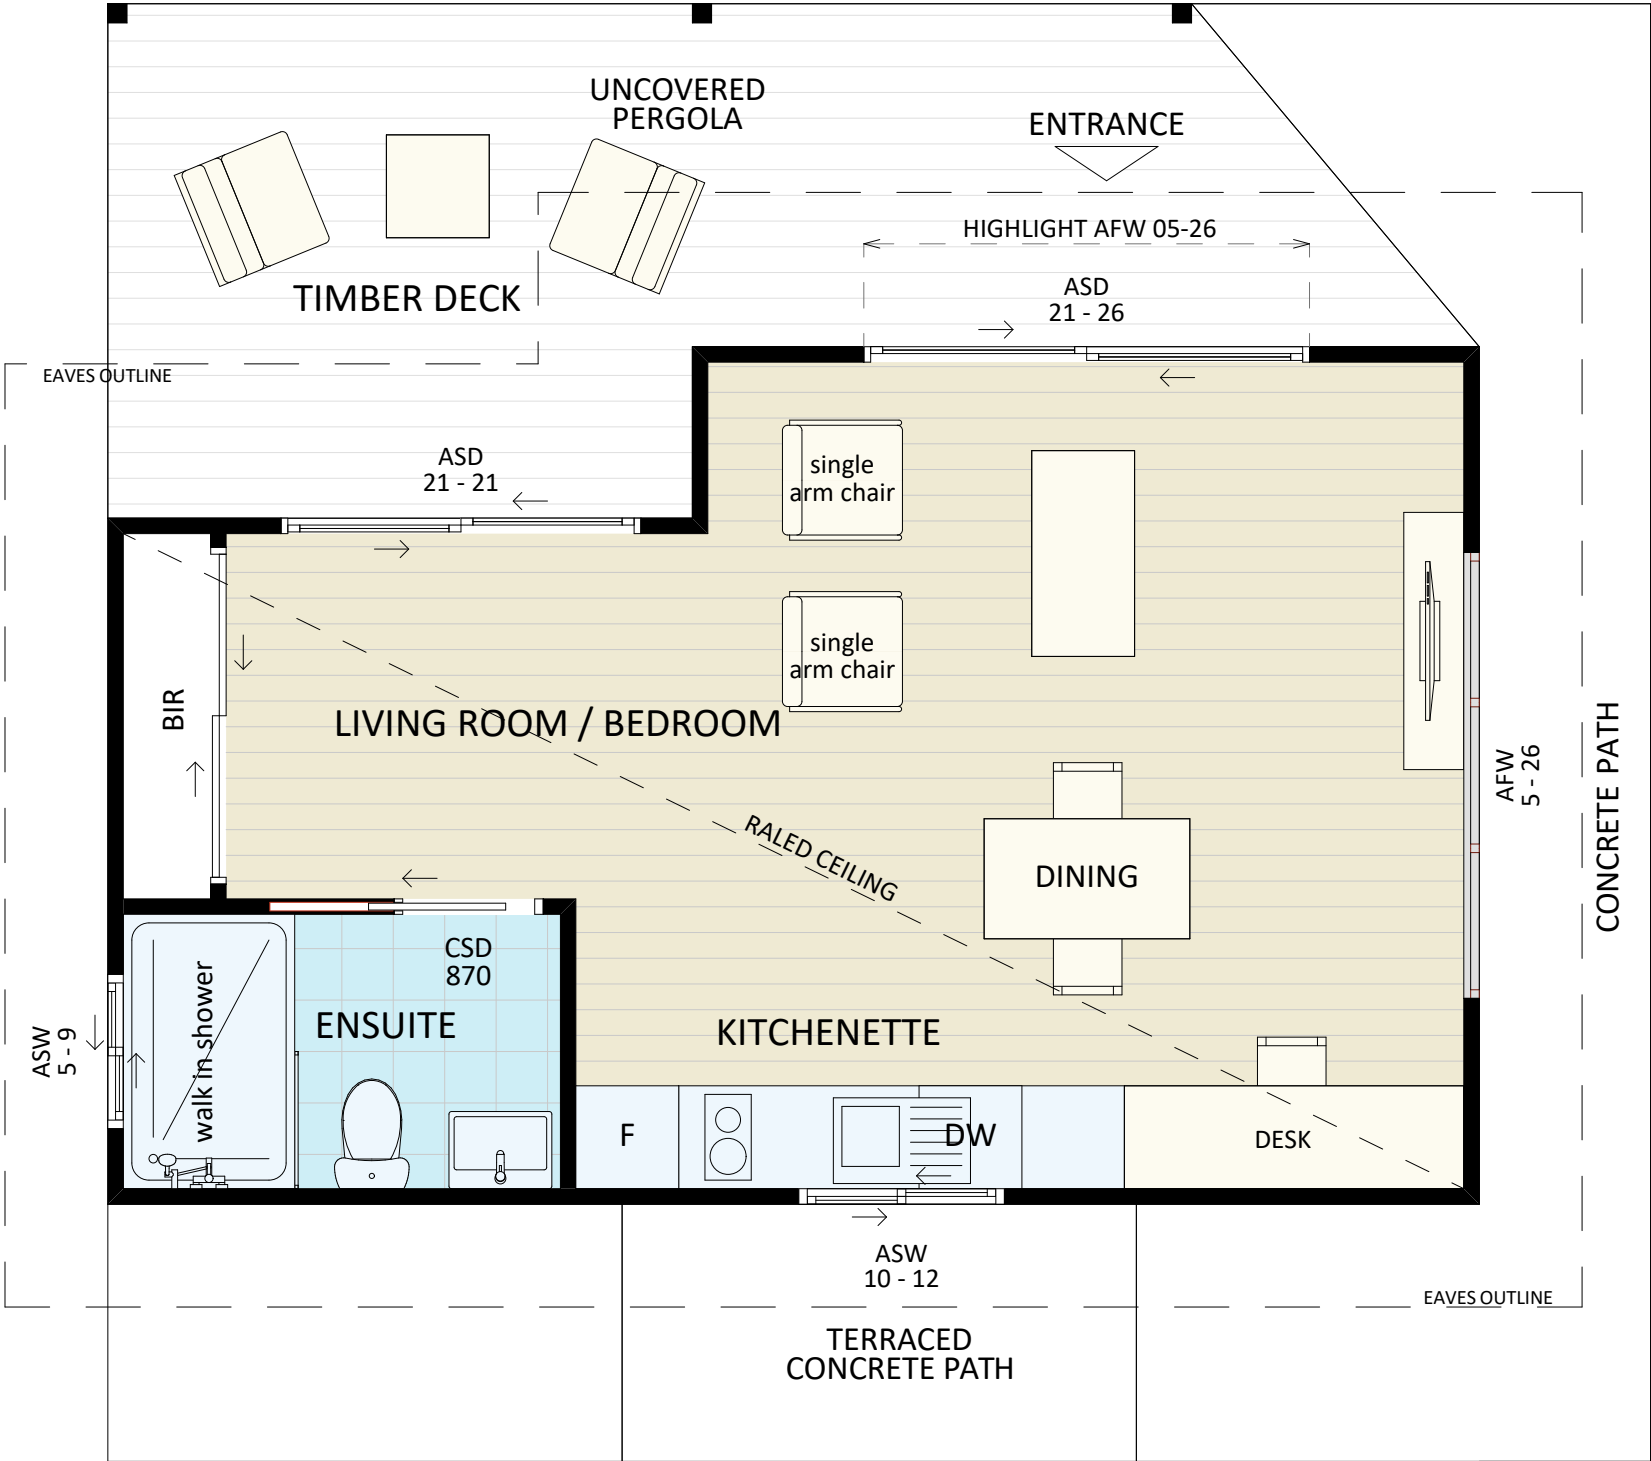 UNCOVERED
PERGOLA
ENTRANCE
HIGHLIGHT AFW 05-26
ASD
21 - 26
TIMBER DECK
EAVES OUTLINE
ASD
21 - 21
single
arm chair
single
arm chair
BIR
LIVING ROOM / BEDROOM
CONCRETE PATH
AFW
5 - 26
RALED CEILING
DINING
CSD
870
walk in shower
ENSUITE
KITCHENETTE
ASW
5 - 9
F
DW
DESK
ASW
10 - 12
EAVES OUTLINE
TERRACED
CONCRETE PATH